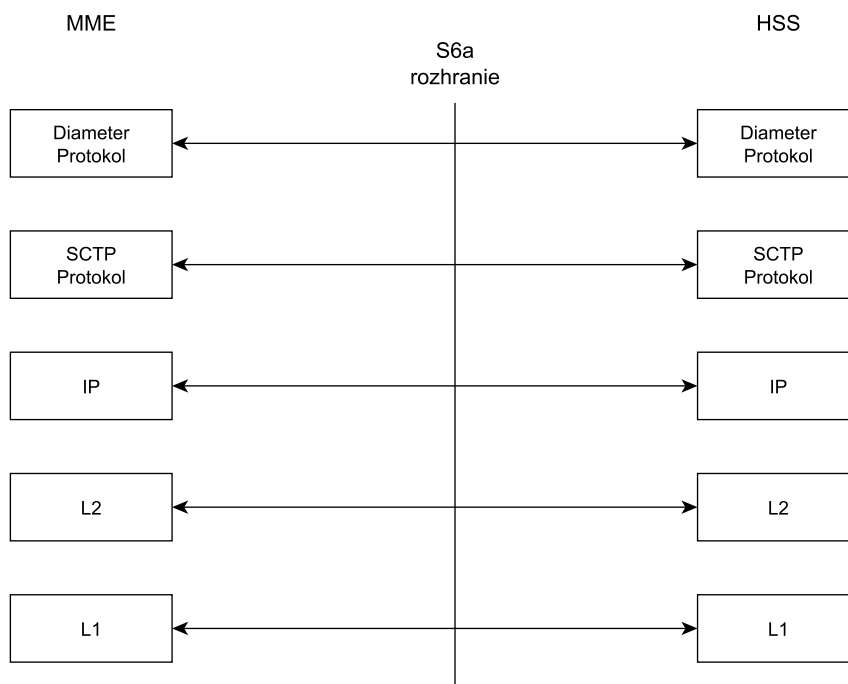 MME
HSS
S6a
rozhranie
Diameter
Protokol
Diameter
Protokol
SCTP
Protokol
SCTP
Protokol
IP
IP
L2
L2
L1
L1